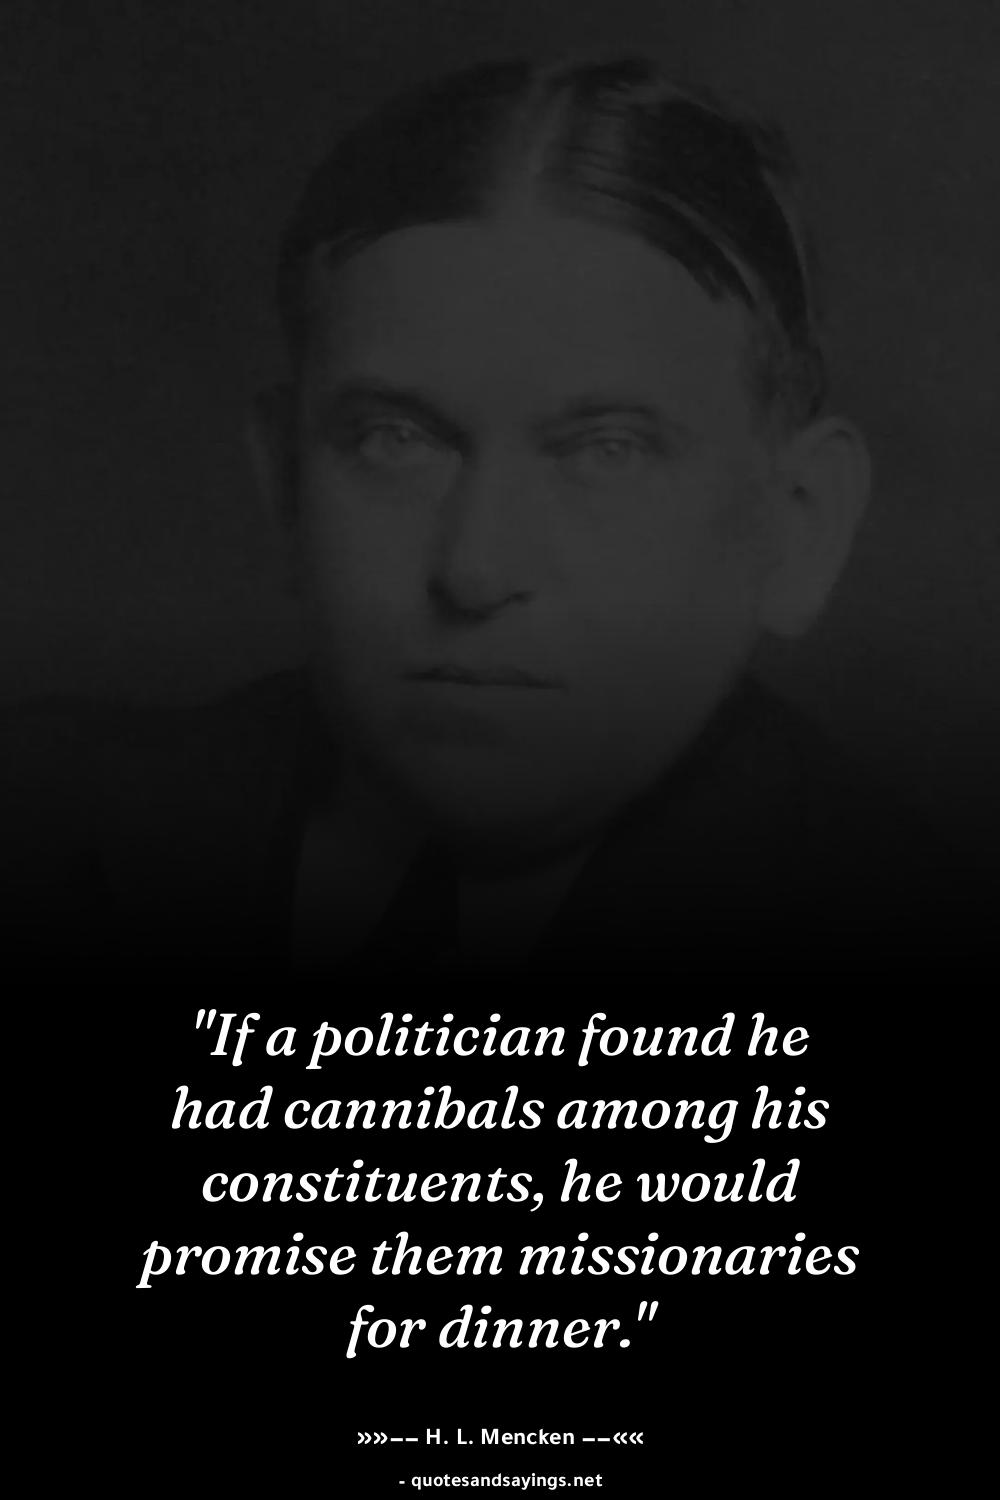 "If a politician found he
had cannibals among his
constituents, he would
promise them missionaries
for dinner."
»»–– H. L. Mencken ––««
- quotesandsayings.net